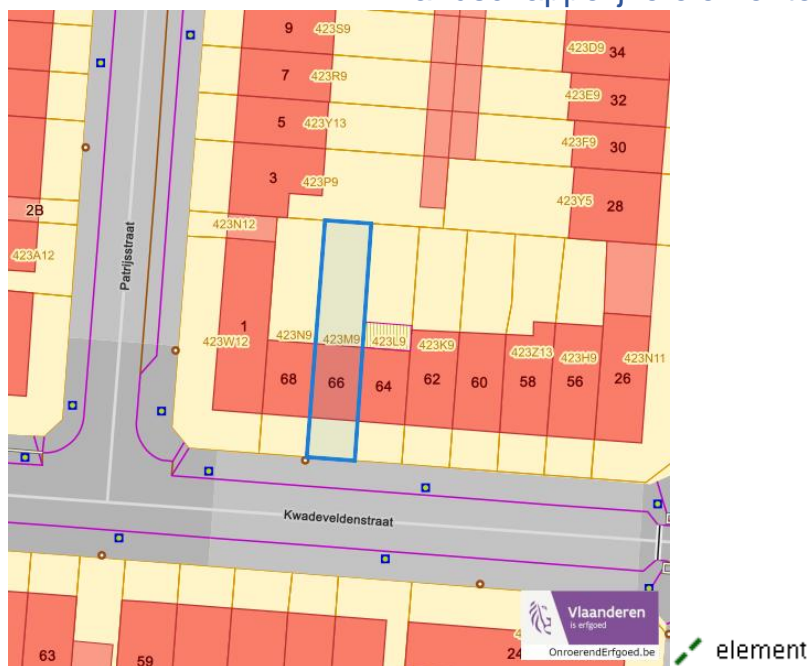 9
423S9
423D9
34
7
423R9
423E9
32
5
423Y13
423F9
30
3
423P9
423Y5
28
2B
423N12
423A12
Patrijsstraat
1
423W12
423N9
423M9
423L9
423K9
423Z13
423H9
423N11
68
66
64
62
60
58
56
26
Kwadeveldenstraat
63
59
24
Vlaanderen
is erfgoed
OnroerendErfgoed.be
element